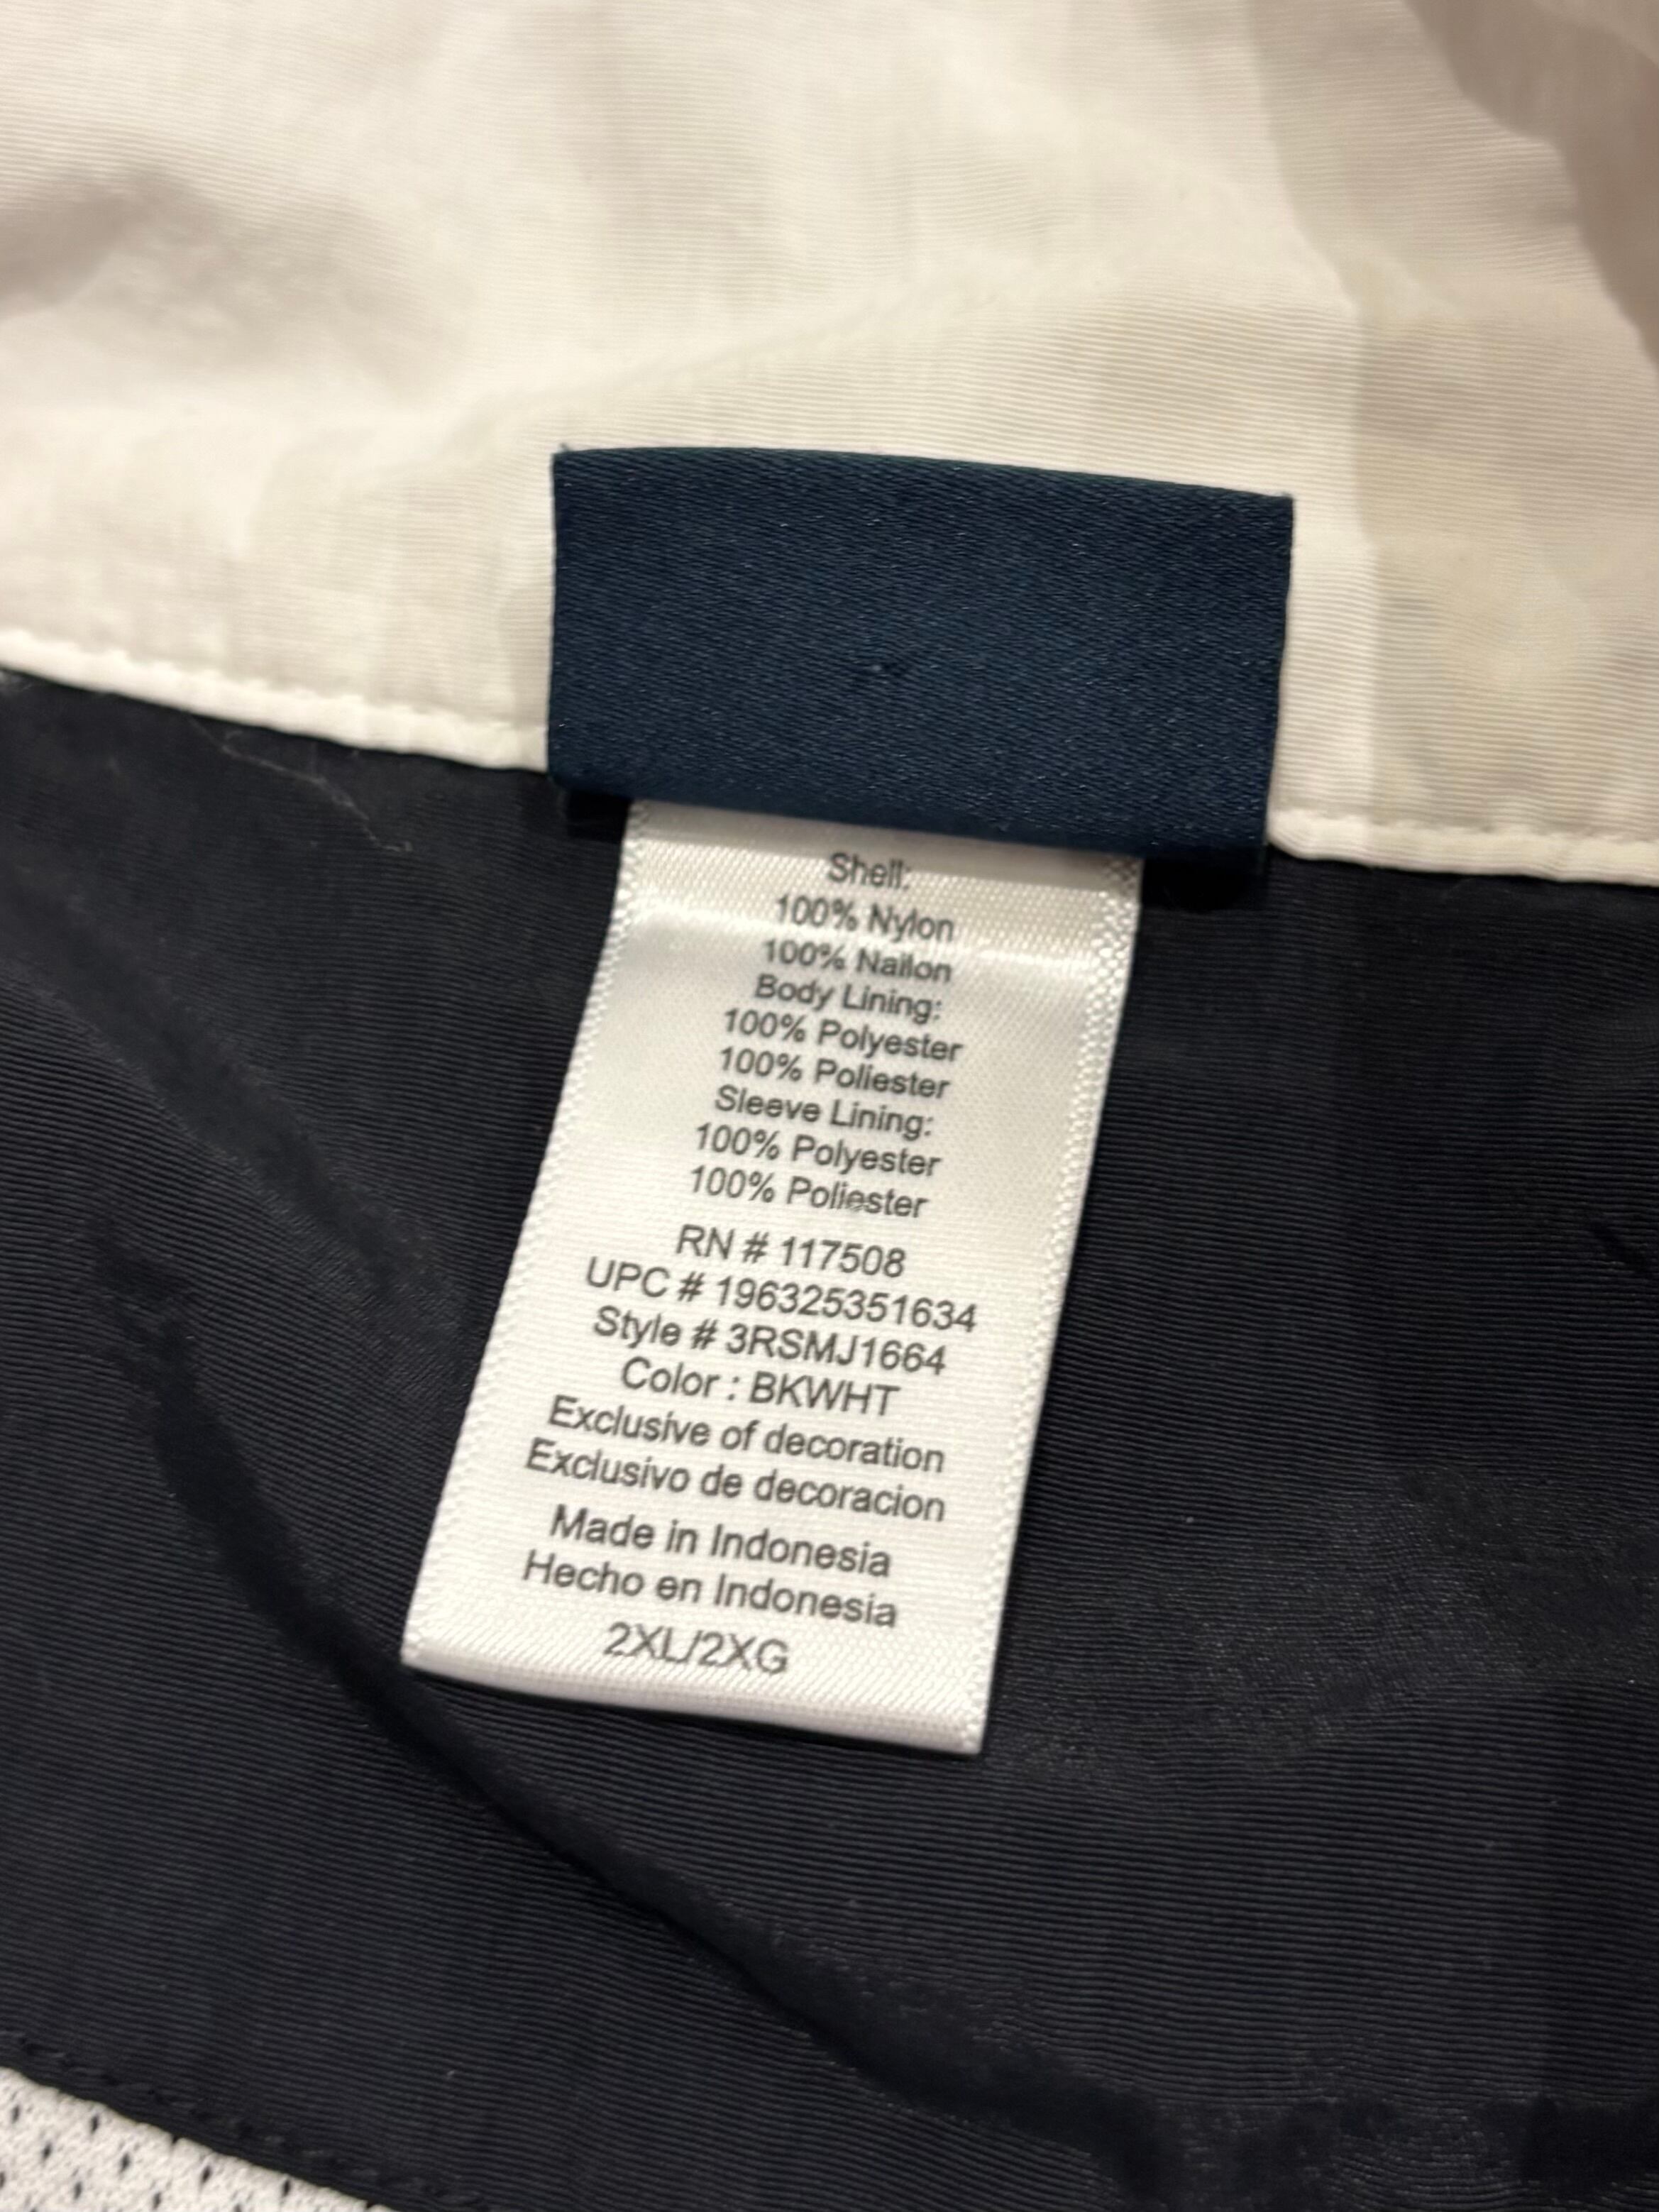 Shell:
100% Nylon
100% Nailon
Body Lining:
100% Polyester
100% Poliester
Sleeve Lining:
100% Polyester
100% Poliester
RN # 117508
UPC # 196325351634
Style # 3RSMJ1664
Color : BKWHT
Exclusive of decoration
Exclusivo de decoracion
Made in Indonesia
Hecho en Indonesia
2XL/2XG